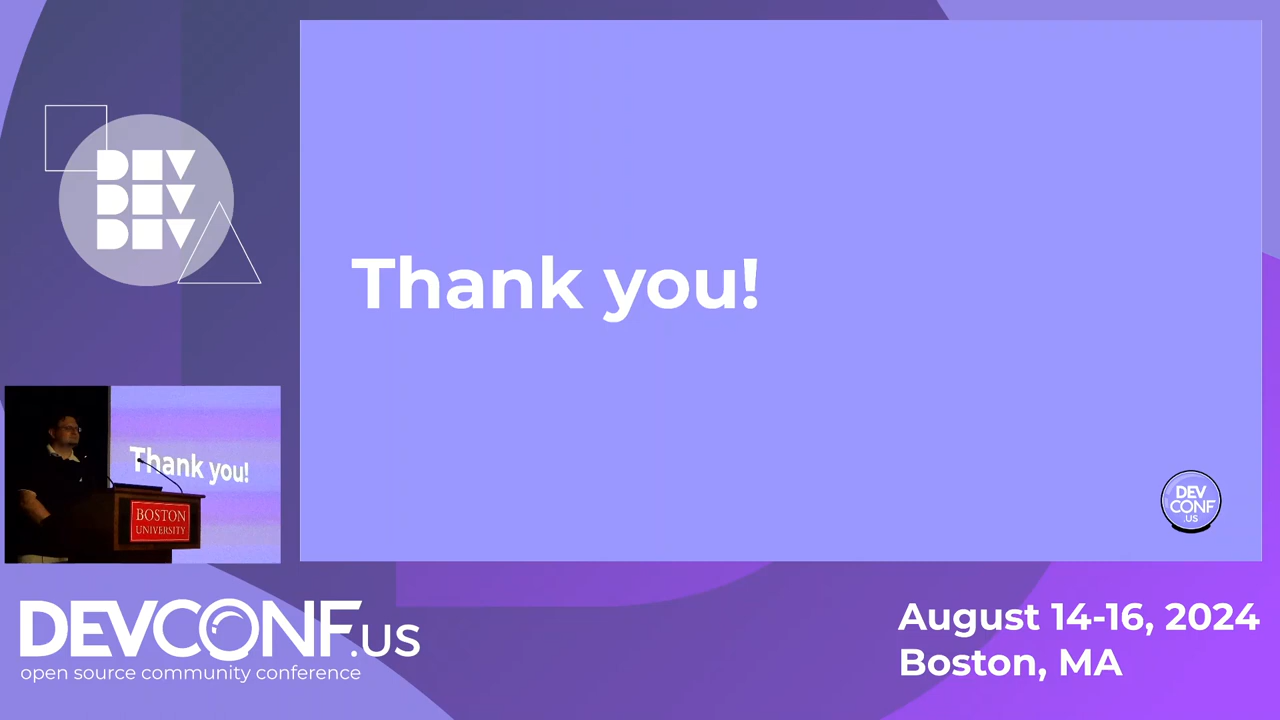 DEV
DEV
DEV
Thank you!
DEV
CONF
.US
Thank you!
BOSTON
UNIVERSITY
DEVCONF.US
open source community conference
August 14-16, 2024
Boston, MA